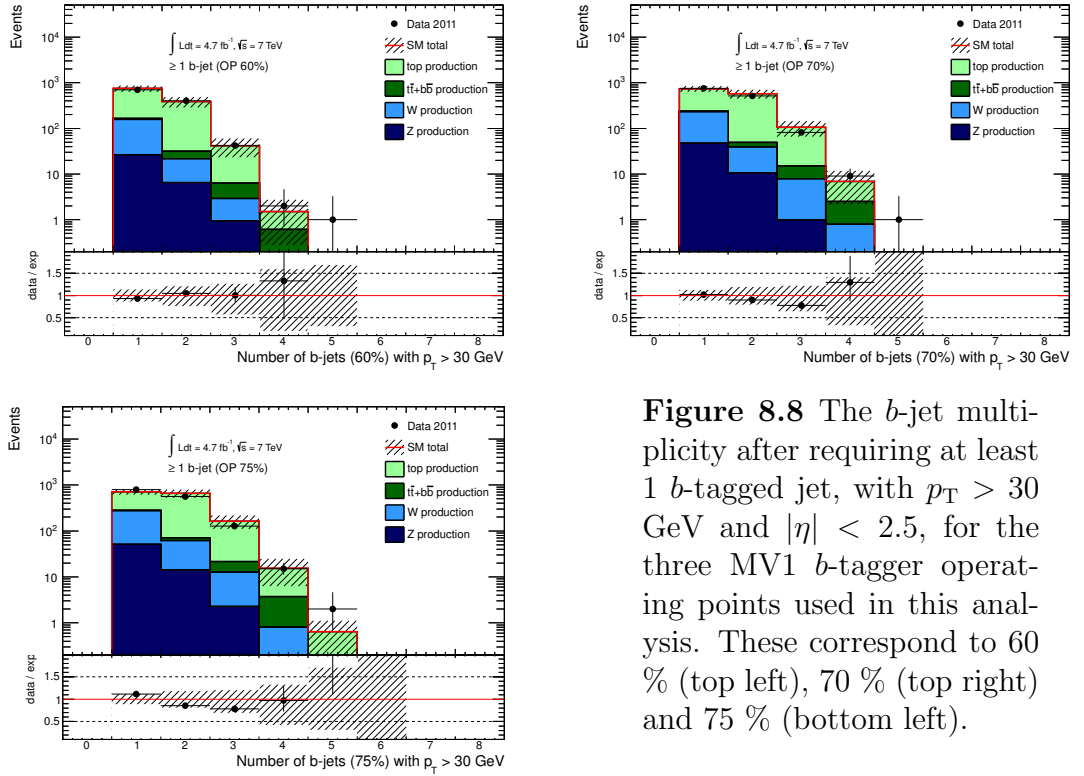 Events
10⁴
10³
10²
10
1
∫ Ldt = 4.7 fb⁻¹, √s = 7 TeV
≥ 1 b-jet (OP 60%)
Data 2011
SM total
top production
tt̄+bb̄ production
W production
Z production
data / exp
1.5
1
0.5
0 1 2 3 4 5 6 7 8
Number of b-jets (60%) with p_T > 30 GeV
Events
10⁴
10³
10²
10
1
∫ Ldt = 4.7 fb⁻¹, √s = 7 TeV
≥ 1 b-jet (OP 70%)
Data 2011
SM total
top production
tt̄+bb̄ production
W production
Z production
data / exp
1.5
1
0.5
0 1 2 3 4 5 6 7 8
Number of b-jets (70%) with p_T > 30 GeV
Events
10⁴
10³
10²
10
1
∫ Ldt = 4.7 fb⁻¹, √s = 7 TeV
≥ 1 b-jet (OP 75%)
Data 2011
SM total
top production
tt̄+bb̄ production
W production
Z production
data / exp
1.5
1
0.5
0 1 2 3 4 5 6 7 8
Number of b-jets (75%) with p_T > 30 GeV
Figure 8.8 The b-jet multi-
plicity after requiring at least
1 b-tagged jet, with p_T > 30
GeV and |η| < 2.5, for the
three MV1 b-tagger operat-
ing points used in this anal-
ysis. These correspond to 60
% (top left), 70 % (top right)
and 75 % (bottom left).